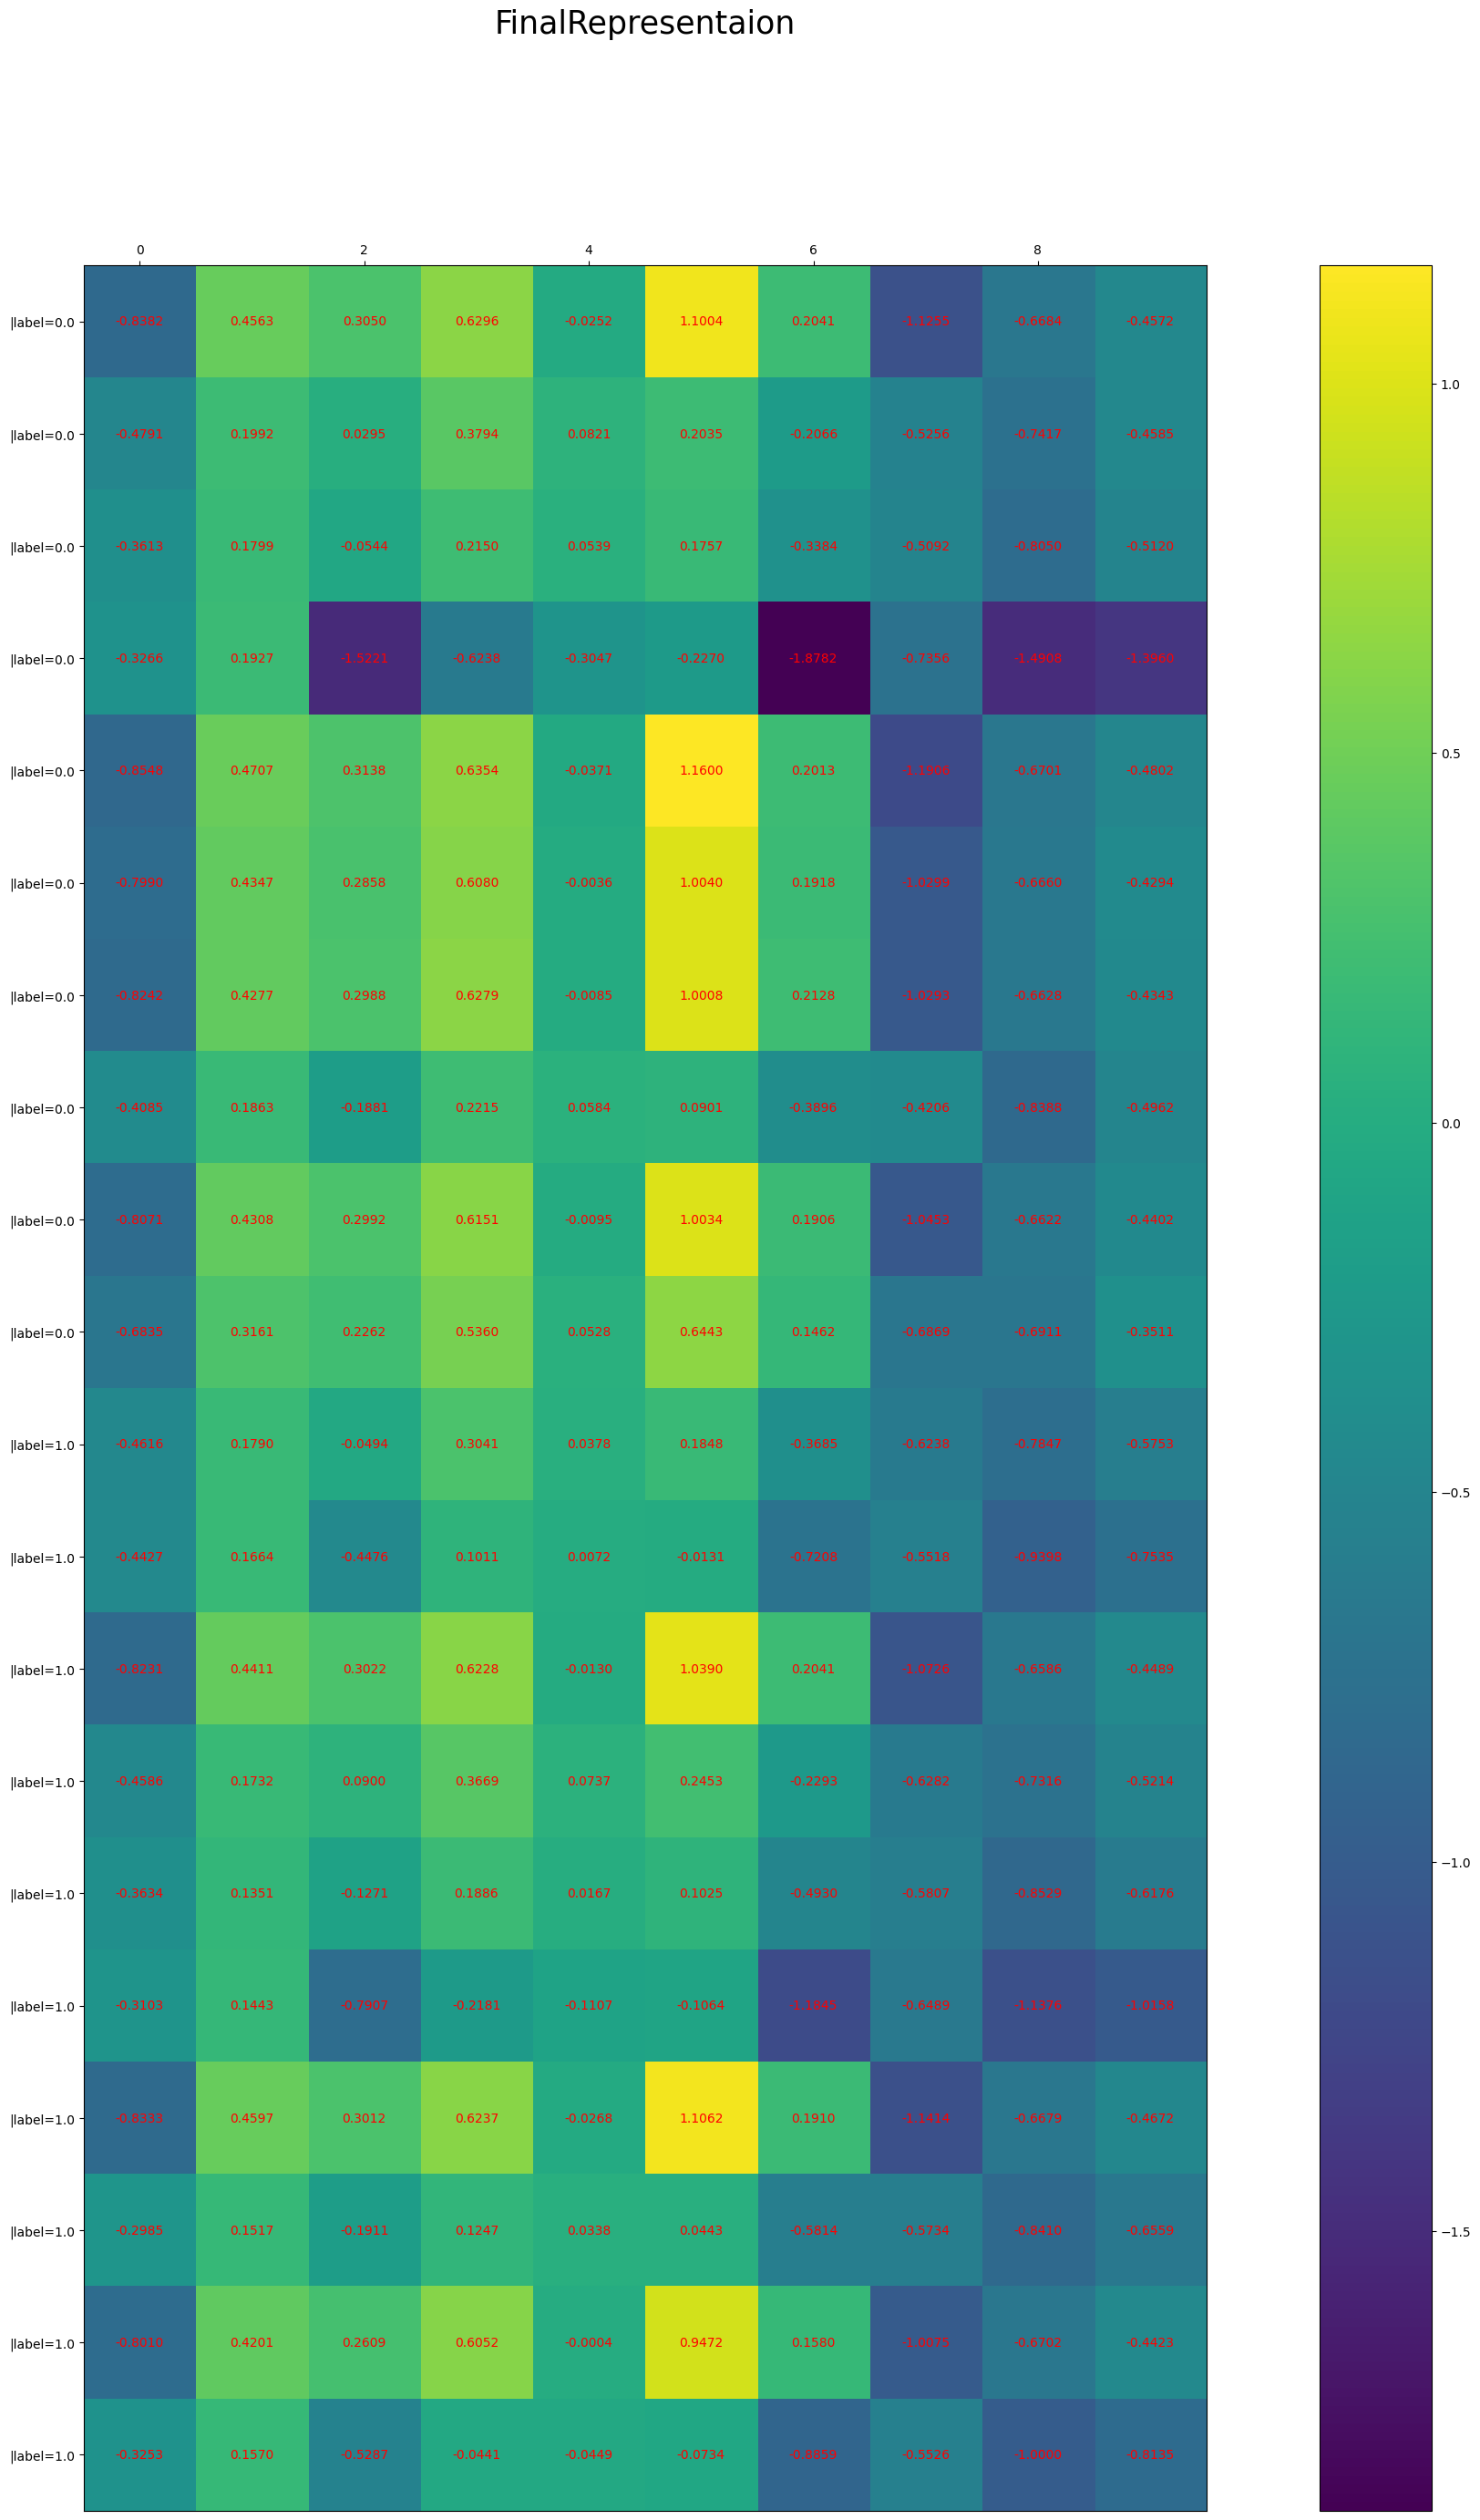 FinalRepresentaion
0 2 4 6 8
|label=0.0 -0.8382 0.4563 0.3050 0.6296 -0.0252 1.1004 0.2041 -1.1255 -0.6684 -0.4572
1.0
|label=0.0 -0.4791 0.1992 0.0295 0.3794 0.0821 0.2035 -0.2066 -0.5256 -0.7417 -0.4585
|label=0.0 -0.3613 0.1799 -0.0544 0.2150 0.0539 0.1757 -0.3384 -0.5092 -0.8050 -0.5120
|label=0.0 -0.3266 0.1927 -1.5221 -0.6238 -0.3047 -0.2270 -1.8782 -0.7356 -1.4908
0.5
|label=0.0 -0.8548 0.4707 0.3138 0.6354 -0.0371 1.1600 0.2013 -0.6701 -0.4802
|label=0.0 -0.7990 0.4347 0.2858 0.6080 -0.0036 1.0040 0.1918 -1.0299 -0.6660 -0.4294
|label=0.0 -0.8242 0.4277 0.2988 0.6279 -0.0085 1.0008 0.2128 -1.0293 -0.6628 -0.4343
|label=0.0 -0.4085 0.1863 -0.1881 0.2215 0.0584 0.0901 -0.3896 -0.4206 -0.8388 -0.4962
0.0
|label=0.0 -0.8071 0.4308 0.2992 0.6151 -0.0095 1.0034 0.1906 -1.0453 -0.6622 -0.4402
|label=0.0 -0.6835 0.3161 0.2262 0.5360 0.0528 0.6443 0.1462 -0.6869 -0.6911 -0.3511
|label=1.0 -0.4616 0.1790 -0.0494 0.3041 0.0378 0.1848 -0.3685 -0.6238 -0.7847 -0.5753
−0.5
|label=1.0 -0.4427 0.1664 -0.4476 0.1011 0.0072 -0.0131 -0.7208 -0.5518 -0.9398 -0.7535
|label=1.0 -0.8231 0.4411 0.3022 0.6228 -0.0130 1.0390 0.2041 -1.0726 -0.6586 -0.4489
|label=1.0 -0.4586 0.1732 0.0900 0.3669 0.0737 0.2453 -0.2293 -0.6282 -0.7316 -0.5214
−1.0
|label=1.0 -0.3634 0.1351 -0.1271 0.1886 0.0167 0.1025 -0.4930 -0.5807 -0.8529 -0.6176
|label=1.0 -0.3103 0.1443 -0.7907 -0.2181 -0.1107 -0.1064 -0.6489 -1.1376 -1.0158
|label=1.0 -0.8333 0.4597 0.3012 0.6237 -0.0268 1.1062 0.1910 -1.1414 -0.6679 -0.4672
|label=1.0 -0.2985 0.1517 -0.1911 0.1247 0.0338 0.0443 -0.5814 -0.5734 -0.8410 -0.6559
−1.5
|label=1.0 -0.8010 0.4201 0.2609 0.6052 -0.0004 0.9472 0.1580 -1.0075 -0.6702 -0.4423
|label=1.0 -0.3253 0.1570 -0.5287 -0.0441 -0.0449 -0.0734 -0.8859 -0.5526 -1.0000 -0.8135